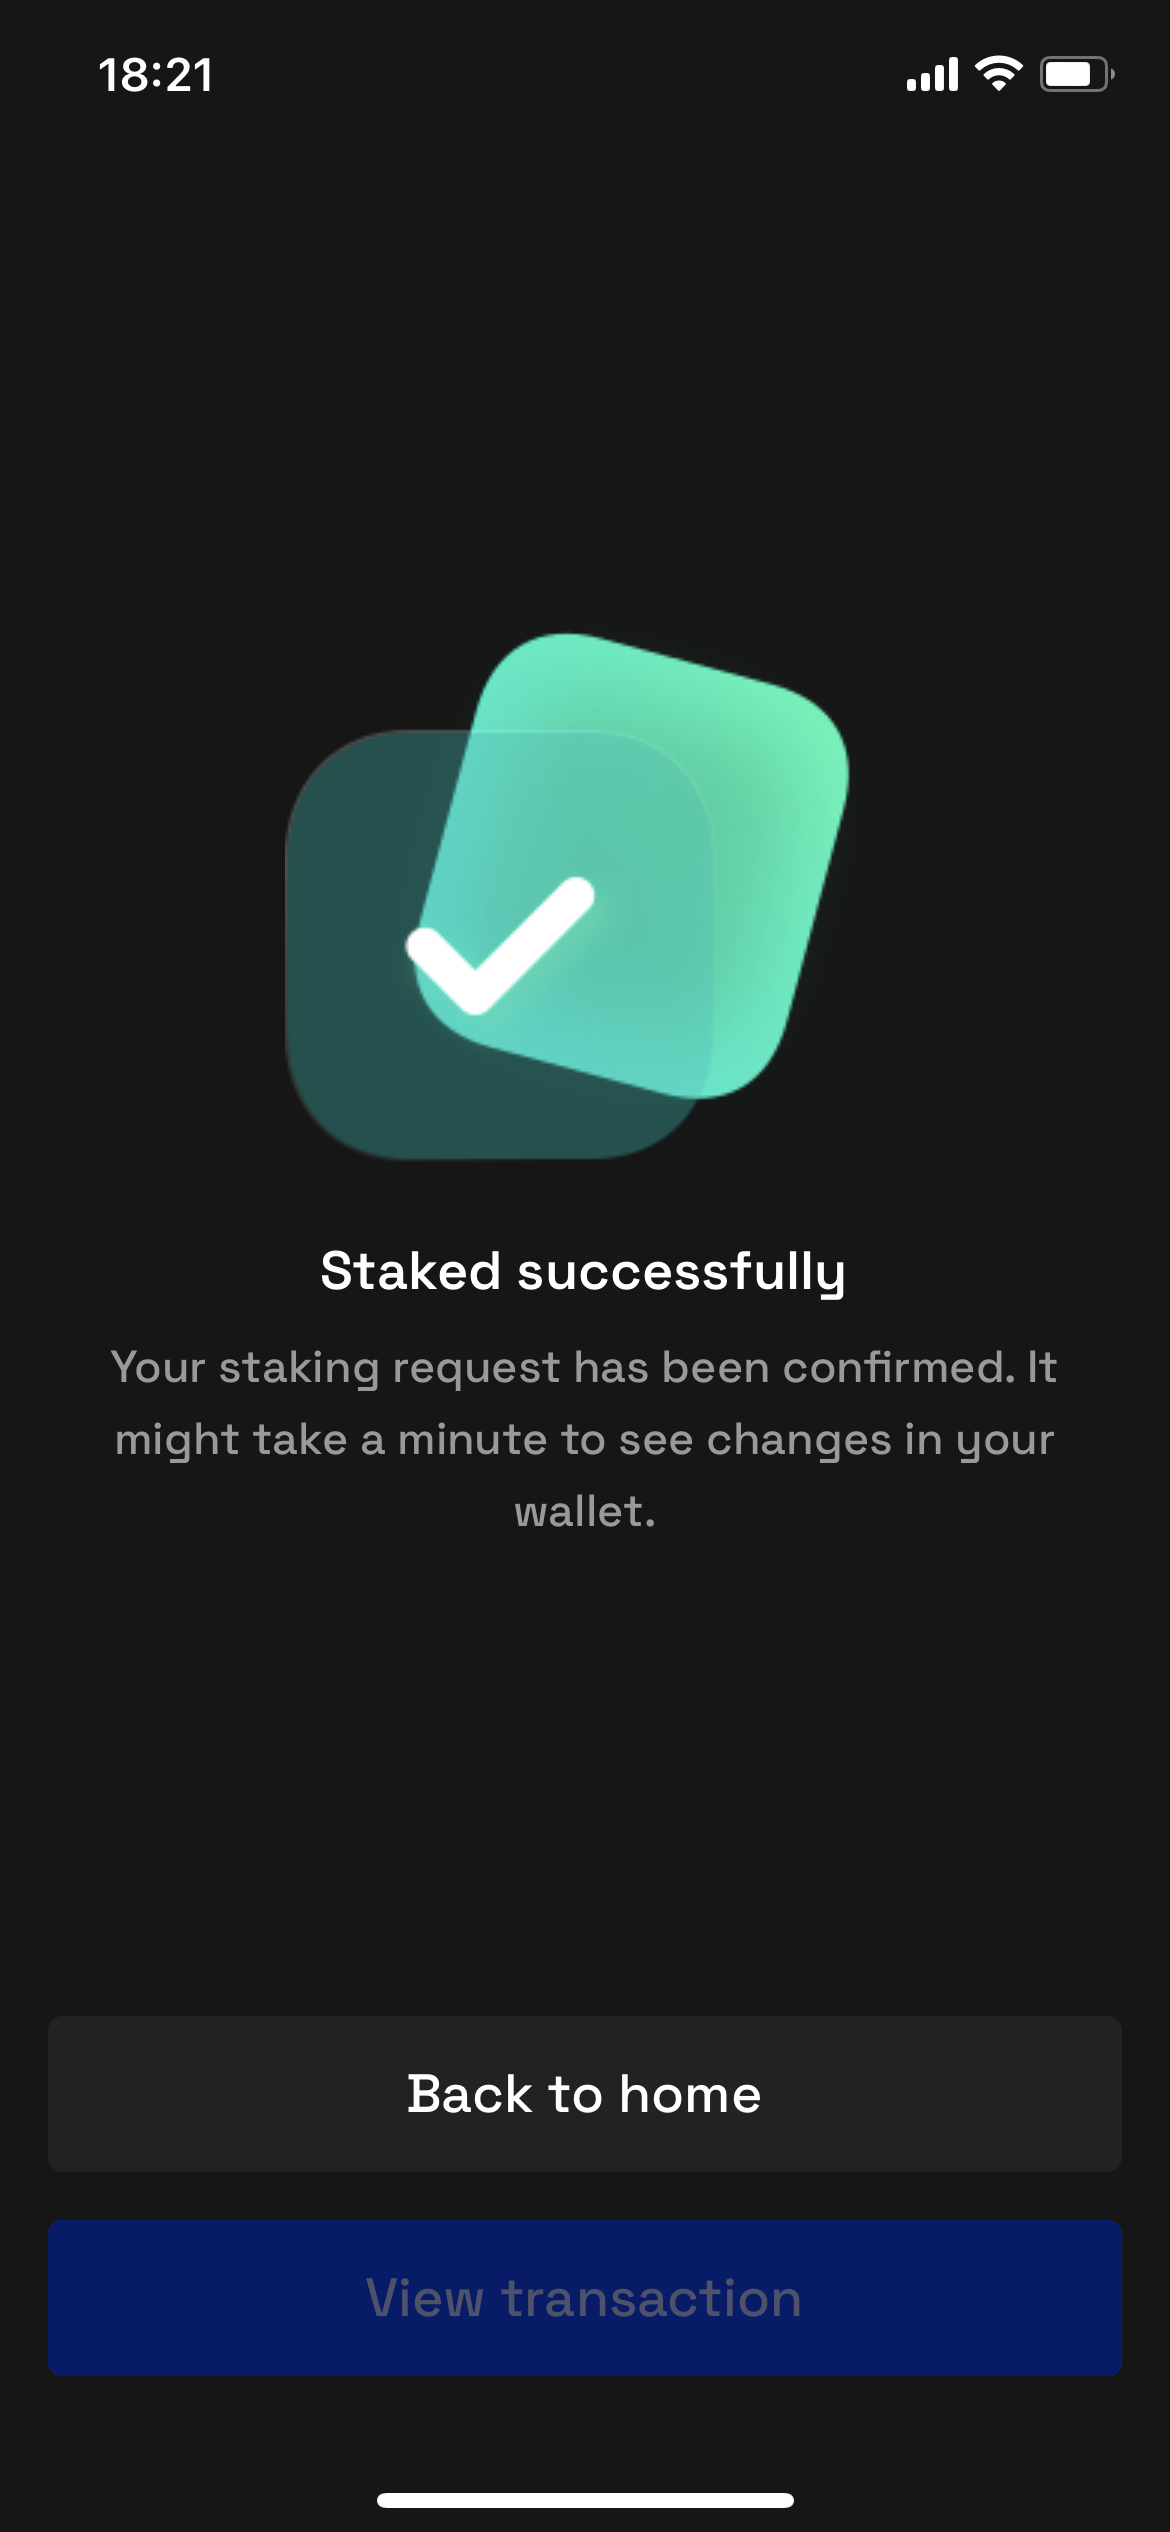 18:21
Staked successfully
Your staking request has been confirmed. It
might take a minute to see changes in your
wallet.
Back to home
View transaction